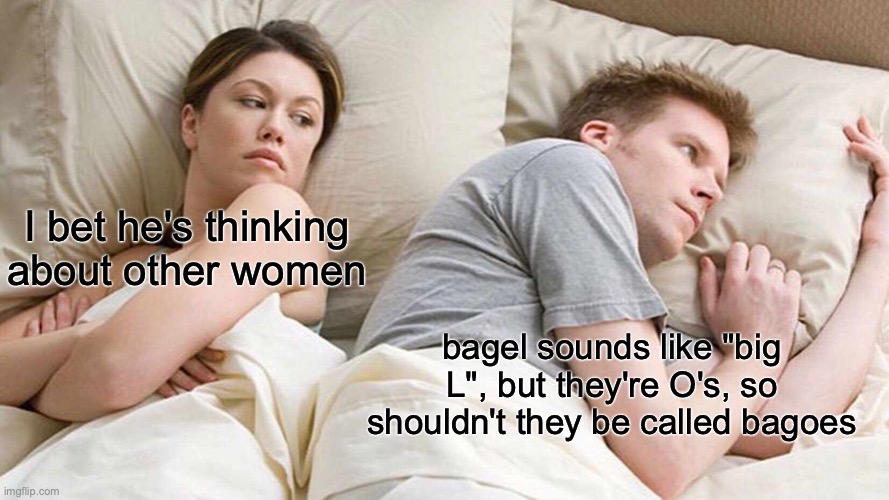 I bet he's thinking
about other women
bagel sounds like "big
L", but they're O's, so
shouldn't they be called bagoes
imgflip.com